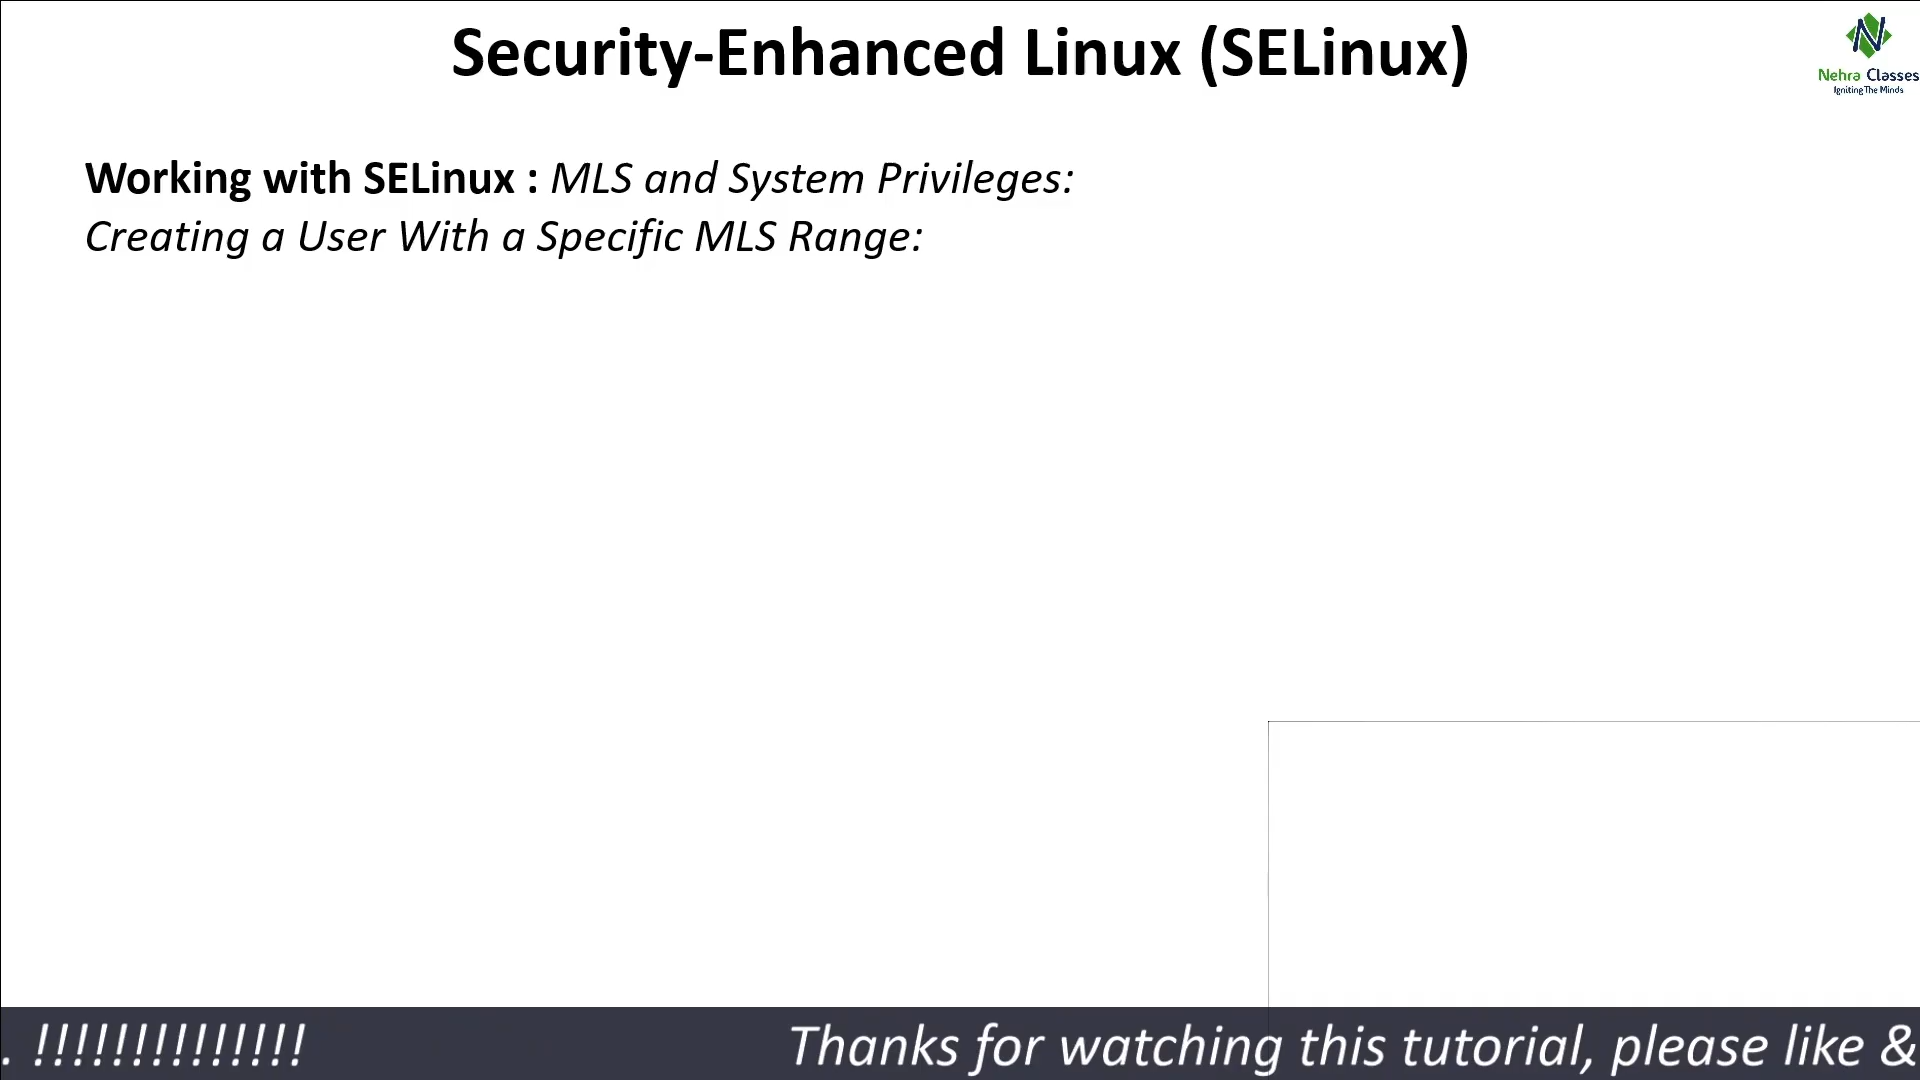 Security-Enhanced Linux (SELinux)
Nehra Classes
Igniting The Minds
Working with SELinux : MLS and System Privileges:
Creating a User With a Specific MLS Range:
. !!!!!!!!!!!!!! Thanks for watching this tutorial, please like &